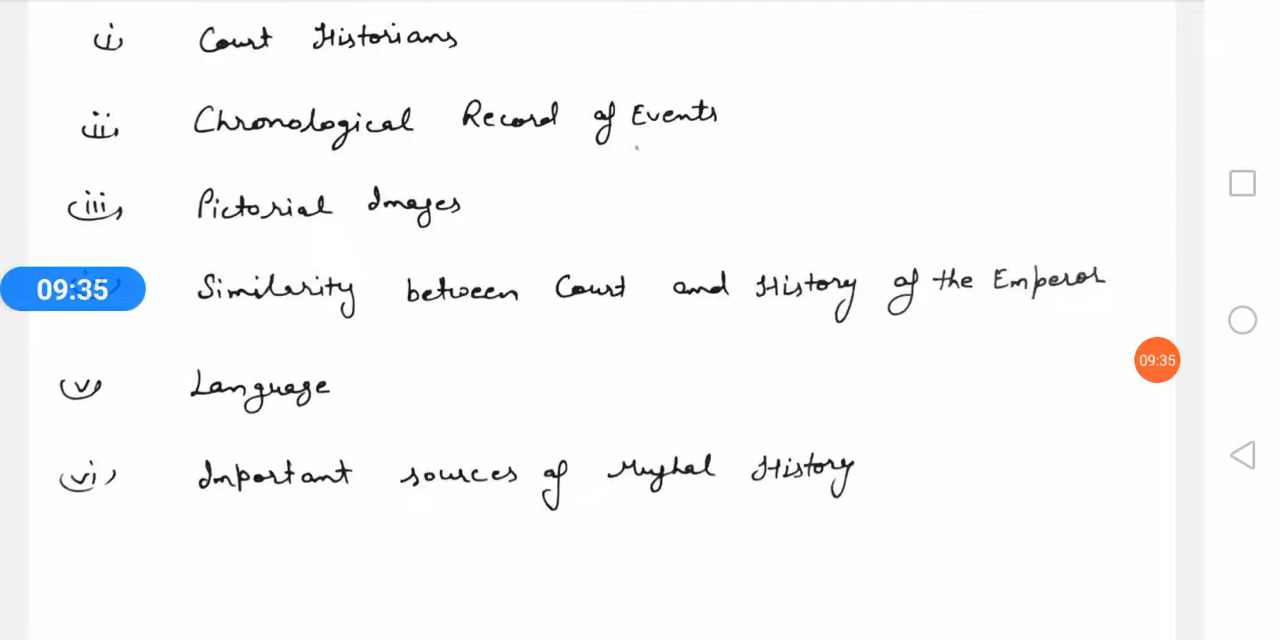 (i) Court Historians
(ii) Chronological Record of Events
(iii) Pictorial Images
09:35 Similarity between Court and History of the Emperor
09:35
(v) Language
(vi) Important sources of Mughal History